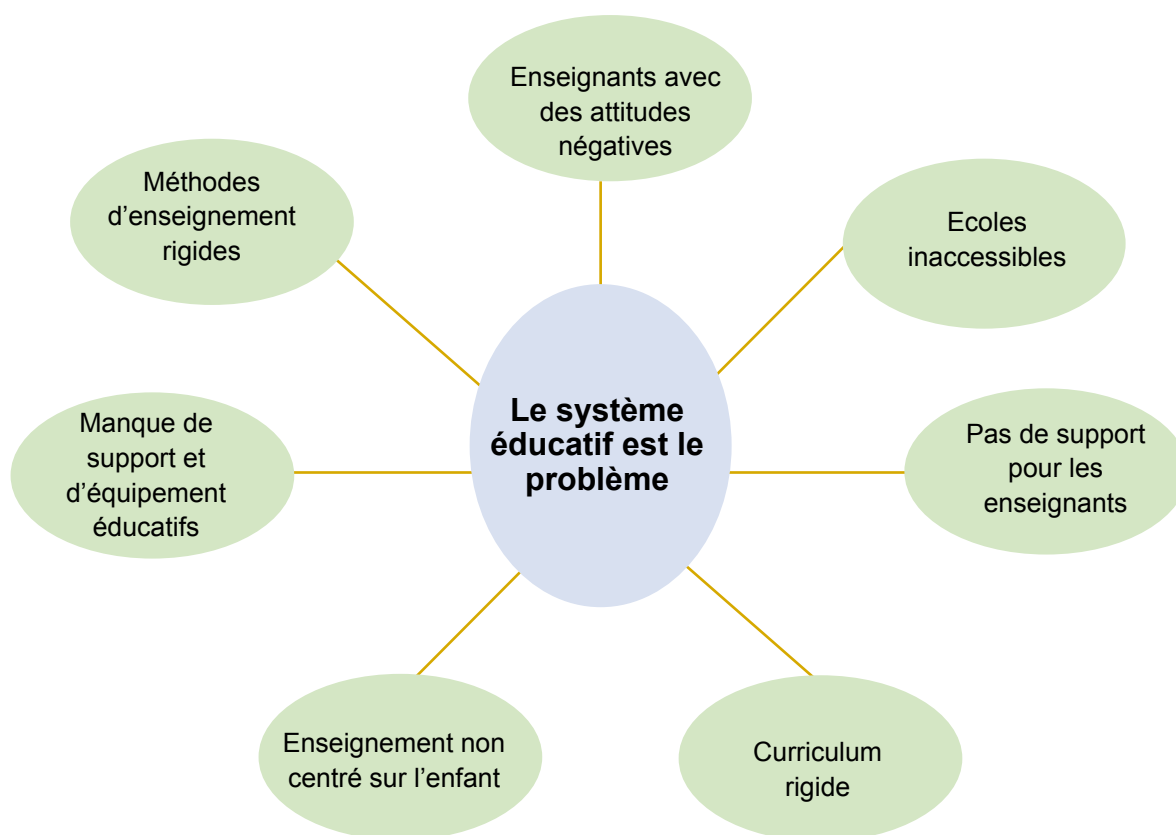 Enseignants avec
des attitudes
négatives
Méthodes
d’enseignement
rigides
Ecoles
inaccessibles
Le système
éducatif est le
problème
Manque de
support et
d’équipement
éducatifs
Pas de support
pour les
enseignants
Enseignement non
centré sur l’enfant
Curriculum
rigide